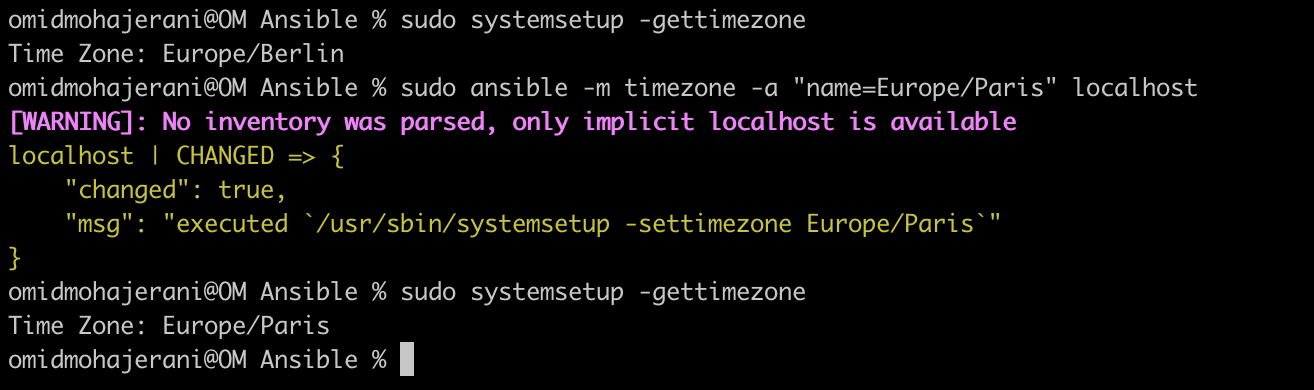 omidmohajerani@OM Ansible % sudo systemsetup -gettimezone
Time Zone: Europe/Berlin
omidmohajerani@OM Ansible % sudo ansible -m timezone -a "name=Europe/Paris" localhost
[WARNING]: No inventory was parsed, only implicit localhost is available
localhost | CHANGED => {
    "changed": true,
    "msg": "executed `/usr/sbin/systemsetup -settimezone Europe/Paris`"
}
omidmohajerani@OM Ansible % sudo systemsetup -gettimezone
Time Zone: Europe/Paris
omidmohajerani@OM Ansible %